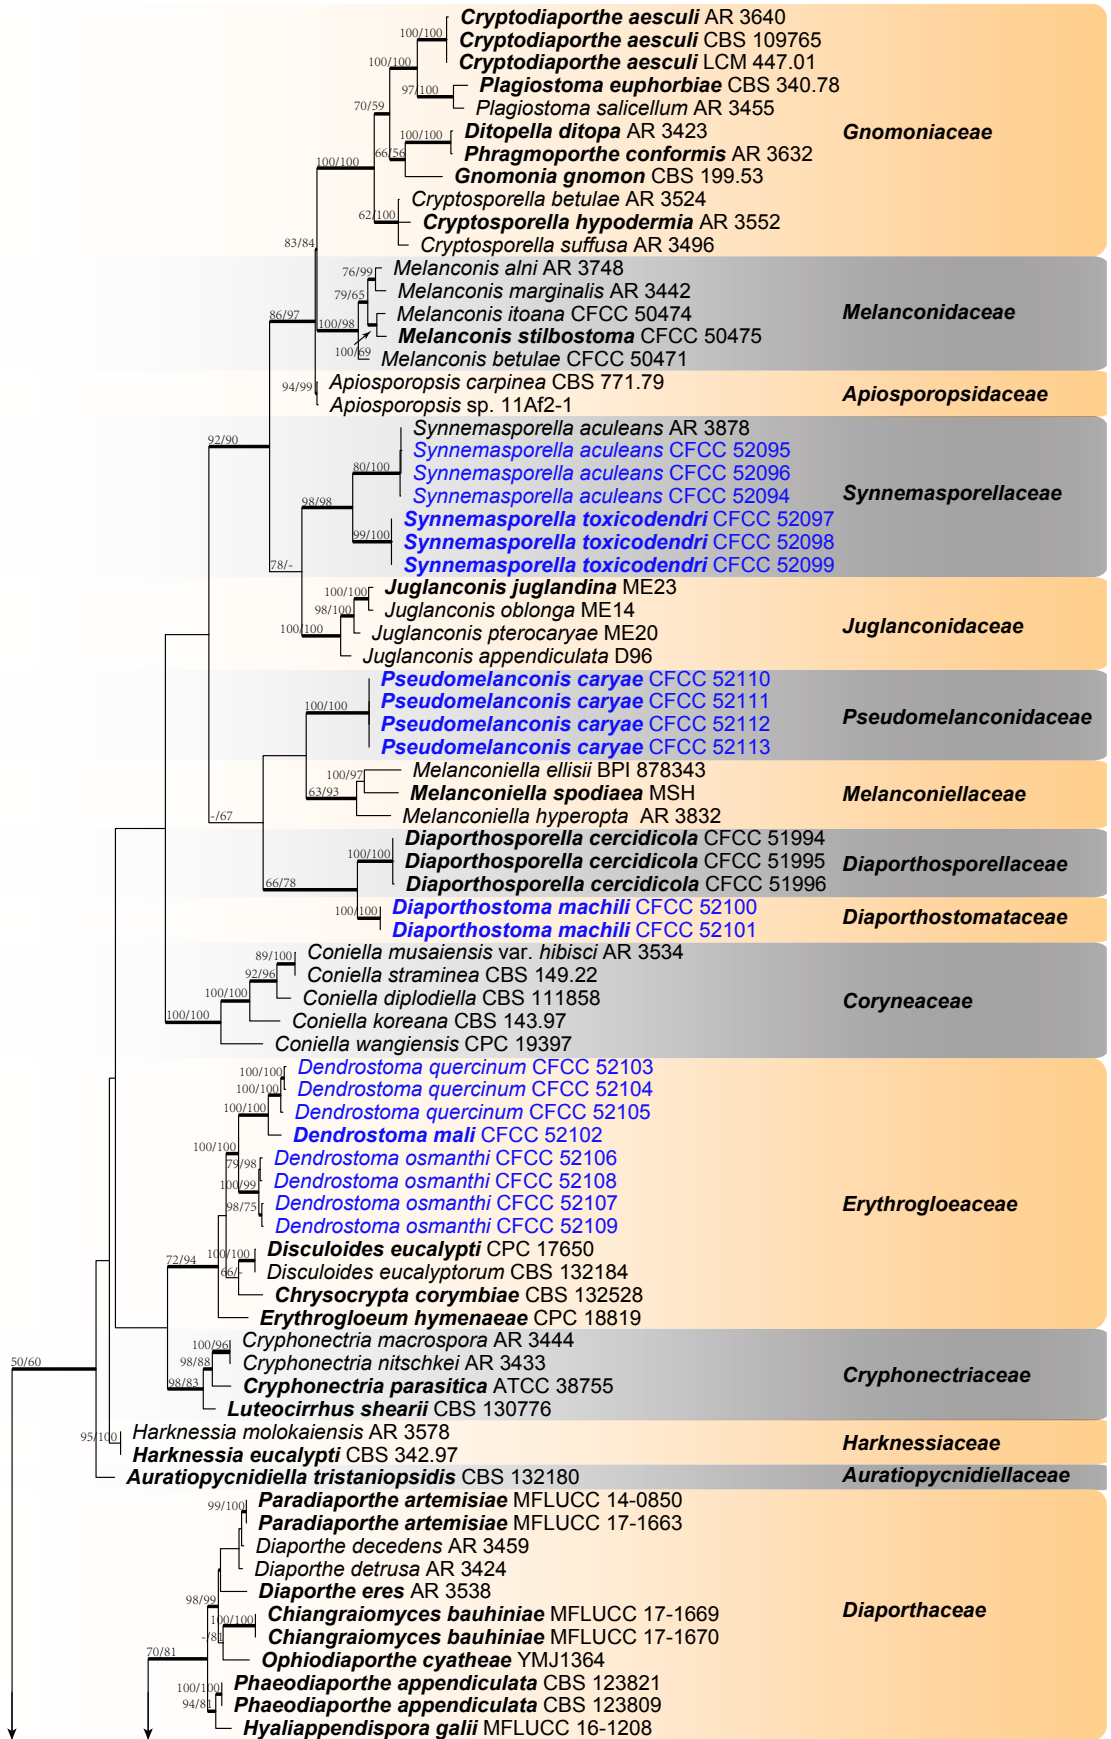 Cryptodiaporthe aesculi AR 3640
100/100
Cryptodiaporthe aesculi CBS 109765
Cryptodiaporthe aesculi LCM 447.01
100/100
Plagiostoma euphorbiae CBS 340.78
97/100
Plagiostoma salicellum AR 3455
70/59
Ditopella ditopa AR 3423
Gnomoniaceae
100/100
Phragmoporthe conformis AR 3632
66/56
100/100
Gnomonia gnomon CBS 199.53
Cryptosporella betulae AR 3524
62/100
Cryptosporella hypodermia AR 3552
83/84
Cryptosporella suffusa AR 3496
76/99
Melanconis alni AR 3748
79/65
Melanconis marginalis AR 3442
86/97
Melanconis itoana CFCC 50474
Melanconidaceae
100/98
Melanconis stilbostoma CFCC 50475
100/69
Melanconis betulae CFCC 50471
94/99
Apiosporopsis carpinea CBS 771.79
Apiosporopsidaceae
Apiosporopsis sp. 11Af2-1
92/90
Synnemasporella aculeans AR 3878
Synnemasporella aculeans CFCC 52095
80/100
Synnemasporella aculeans CFCC 52096
98/98
Synnemasporella aculeans CFCC 52094
Synnemasporellaceae
Synnemasporella toxicodendri CFCC 52097
99/100
Synnemasporella toxicodendri CFCC 52098
78/-
Synnemasporella toxicodendri CFCC 52099
100/100
Juglanconis juglandina ME23
98/100
Juglanconis oblonga ME14
100/100
Juglanconis pterocaryae ME20
Juglanconidaceae
Juglanconis appendiculata D96
Pseudomelanconis caryae CFCC 52110
100/100
Pseudomelanconis caryae CFCC 52111
Pseudomelanconidaceae
Pseudomelanconis caryae CFCC 52112
Pseudomelanconis caryae CFCC 52113
100/97
Melanconiella ellisii BPI 878343
63/93
Melanconiella spodiaea MSH
Melanconiellaceae
-/67
Melanconiella hyperopta AR 3832
Diaporthosporella cercidicola CFCC 51994
100/100
Diaporthosporella cercidicola CFCC 51995
Diaporthosporellaceae
66/78
Diaporthosporella cercidicola CFCC 51996
100/100
Diaporthostoma machili CFCC 52100
Diaporthostomataceae
Diaporthostoma machili CFCC 52101
89/100
Coniella musaiensis var. hibisci AR 3534
92/96
Coniella straminea CBS 149.22
100/100
Coniella diplodiella CBS 111858
Coryneaceae
100/100
Coniella koreana CBS 143.97
Coniella wangiensis CPC 19397
100/100
Dendrostoma quercinum CFCC 52103
100/100
Dendrostoma quercinum CFCC 52104
100/100
Dendrostoma quercinum CFCC 52105
Dendrostoma mali CFCC 52102
100/100
79/98
Dendrostoma osmanthi CFCC 52106
100/99
Dendrostoma osmanthi CFCC 52108
98/75
Dendrostoma osmanthi CFCC 52107
Erythrogloeaceae
Dendrostoma osmanthi CFCC 52109
100/100
Disculoides eucalypti CPC 17650
72/94
66/-
Disculoides eucalyptorum CBS 132184
Chrysocrypta corymbiae CBS 132528
Erythrogloeum hymenaeae CPC 18819
100/96
Cryphonectria macrospora AR 3444
50/60
98/88
Cryphonectria nitschkei AR 3433
Cryphonectriaceae
98/83
Cryphonectria parasitica ATCC 38755
Luteocirrhus shearii CBS 130776
95/100
Harknessia molokaiensis AR 3578
Harknessiaceae
Harknessia eucalypti CBS 342.97
Auratiopycnidiella tristaniopsidis CBS 132180
Auratiopycnidiellaceae
99/100
Paradiaporthe artemisiae MFLUCC 14-0850
Paradiaporthe artemisiae MFLUCC 17-1663
Diaporthe decedens AR 3459
Diaporthe detrusa AR 3424
98/99
Diaporthe eres AR 3538
100/100
Chiangraiomyces bauhiniae MFLUCC 17-1669
Diaporthaceae
-/81
Chiangraiomyces bauhiniae MFLUCC 17-1670
70/81
Ophiodiaporthe cyatheae YMJ1364
100/100
Phaeodiaporthe appendiculata CBS 123821
94/81
Phaeodiaporthe appendiculata CBS 123809
Hyaliappendispora galii MFLUCC 16-1208